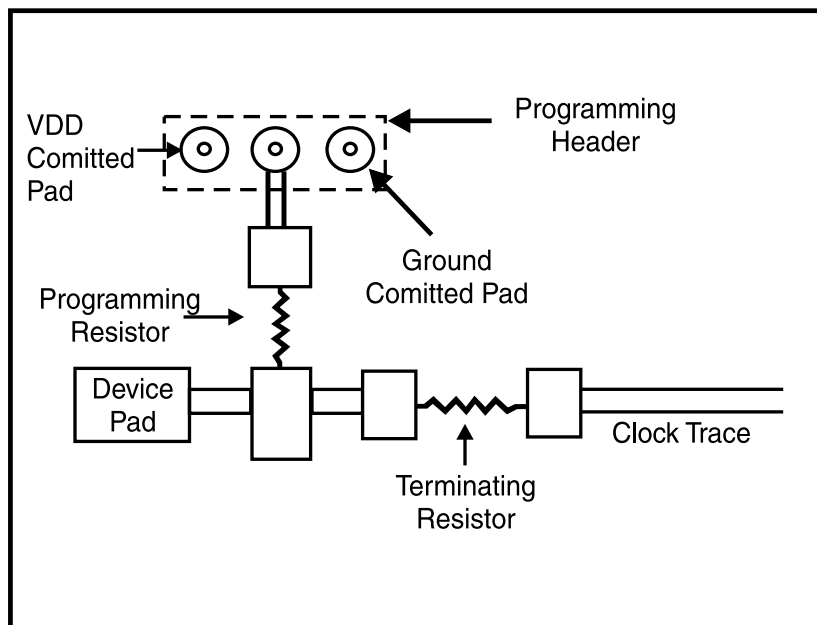 VDD
Comitted
Pad
Programming
Header
Ground
Comitted Pad
Programming
Resistor
Device
Pad
Clock Trace
Terminating
Resistor